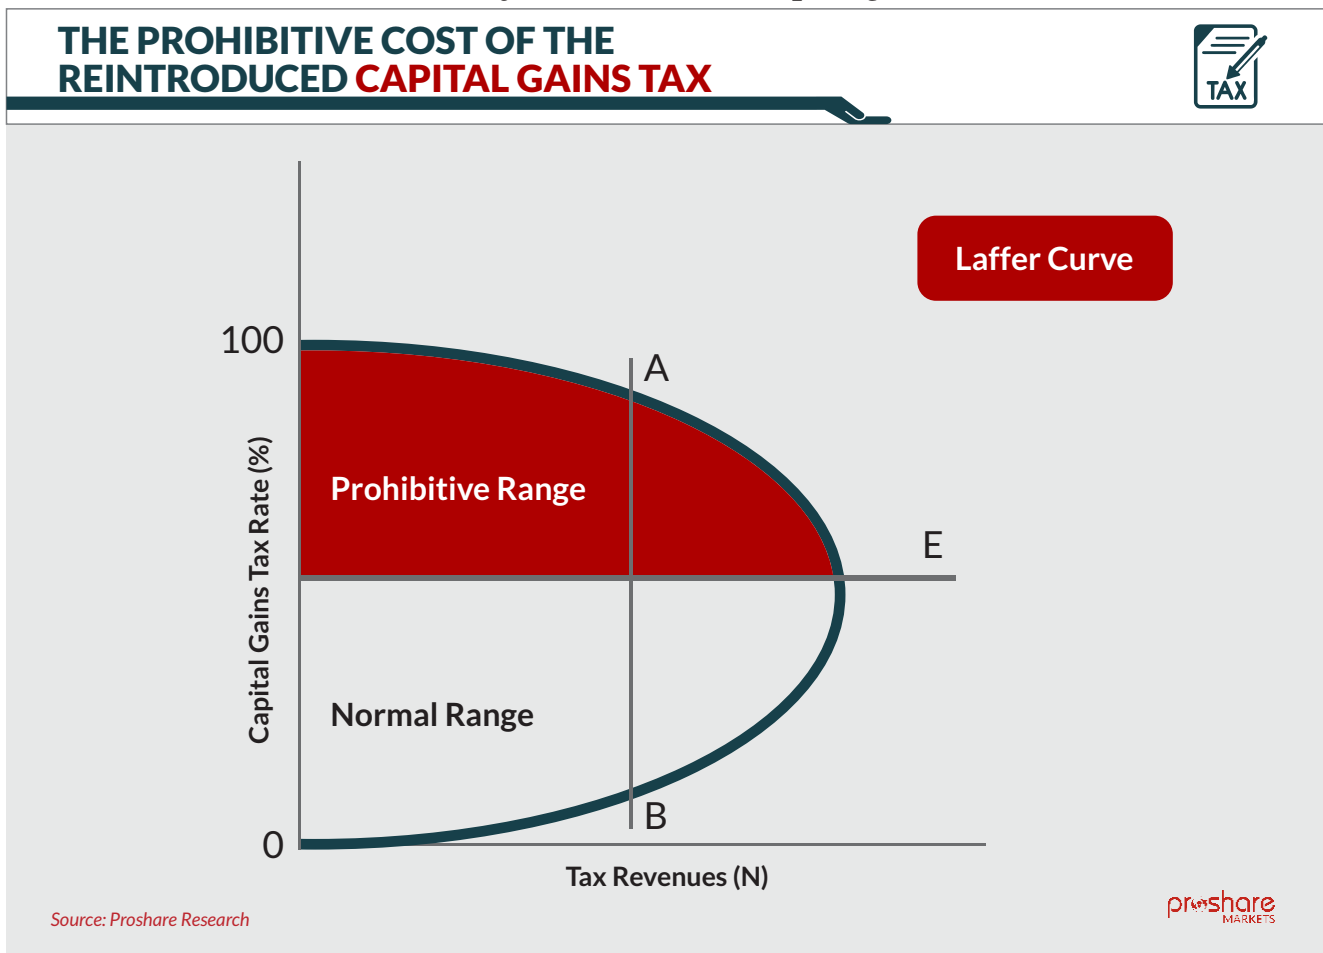 THE PROHIBITIVE COST OF THE
REINTRODUCED CAPITAL GAINS TAX
TAX
Laffer Curve
100
A
Prohibitive Range
E
Capital Gains Tax Rate (%)
Normal Range
B
0
Tax Revenues (N)
Source: Proshare Research
proshare
MARKETS